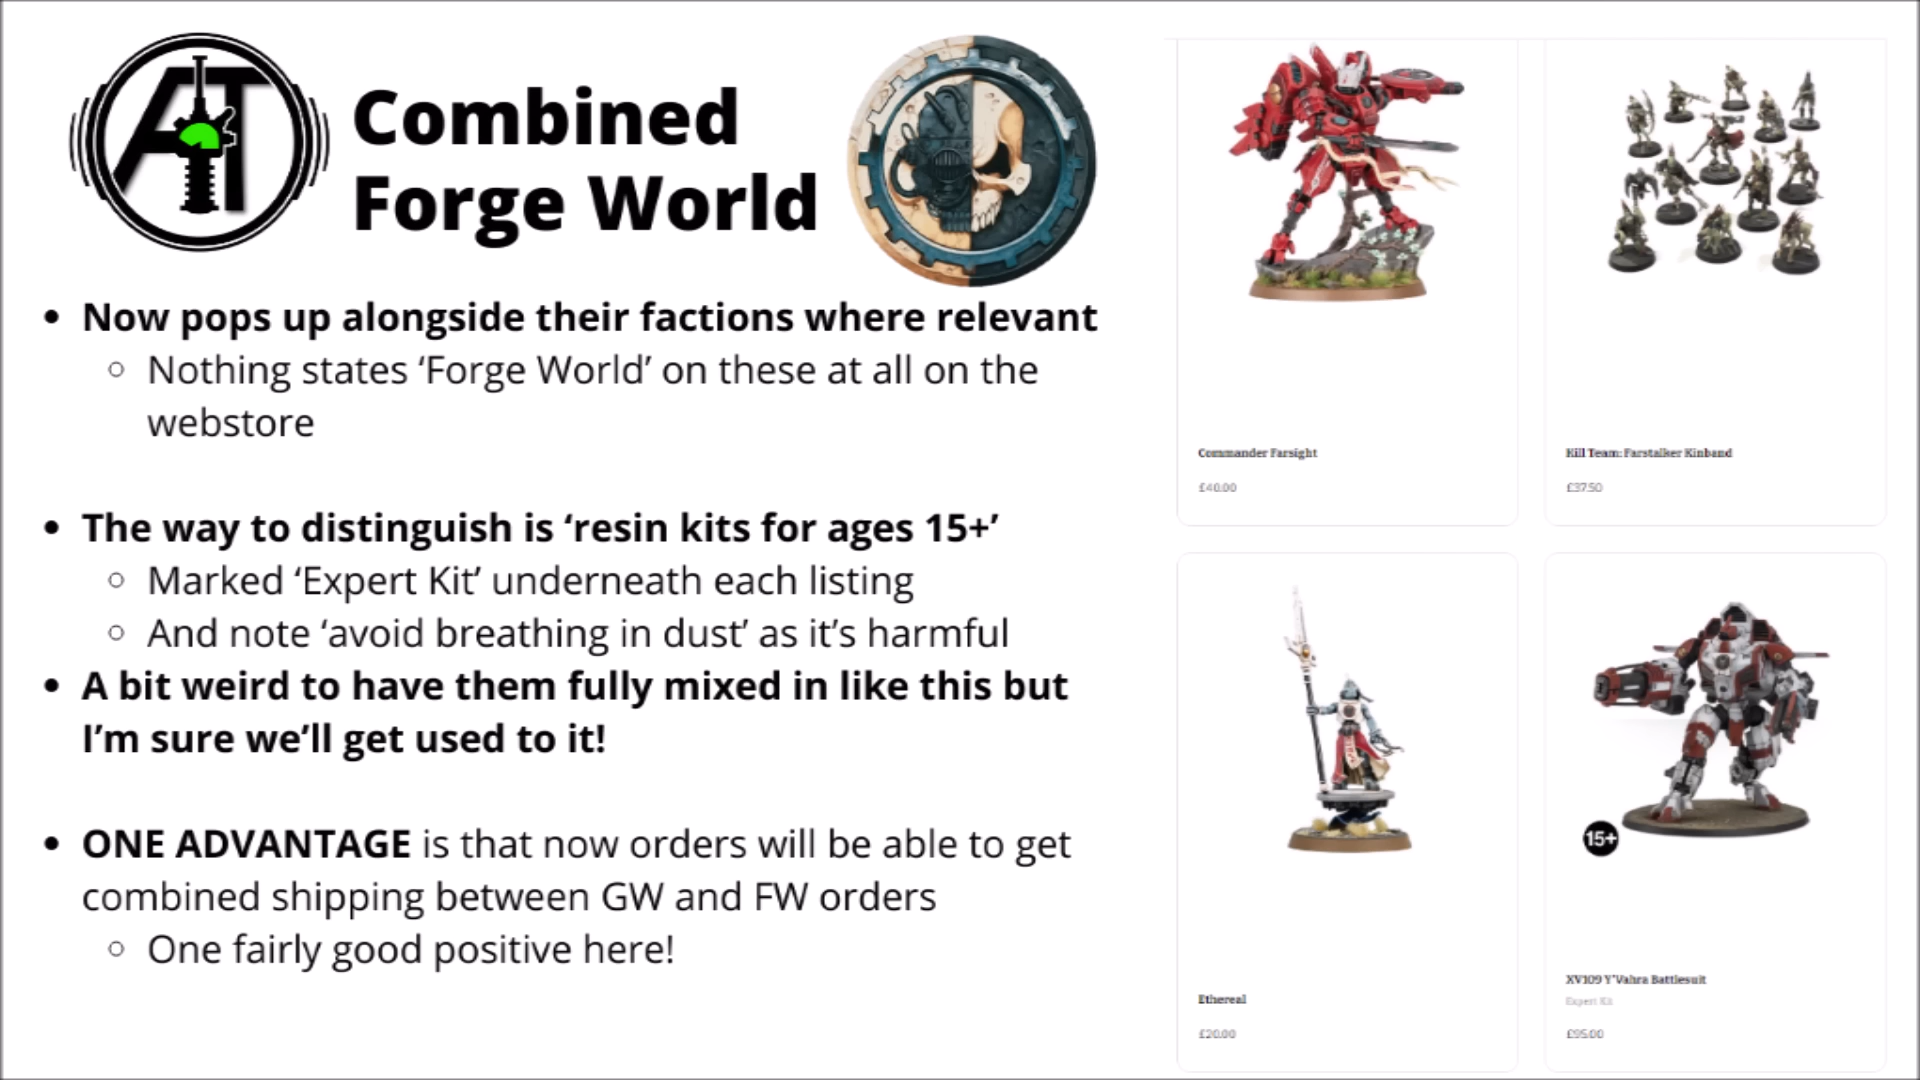 AT
Combined
Forge World
• Now pops up alongside their factions where relevant
○ Nothing states ‘Forge World’ on these at all on the
webstore
• The way to distinguish is ‘resin kits for ages 15+’
○ Marked ‘Expert Kit’ underneath each listing
○ And note ‘avoid breathing in dust’ as it’s harmful
• A bit weird to have them fully mixed in like this but
I’m sure we’ll get used to it!
• ONE ADVANTAGE is that now orders will be able to get
combined shipping between GW and FW orders
○ One fairly good positive here!
Commander Farsight
£40.00
Kill Team: Farstalker Kinband
£37.50
Ethereal
£20.00
15+
XV109 Y'Vahra Battlesuit
Expert Kit
£95.00